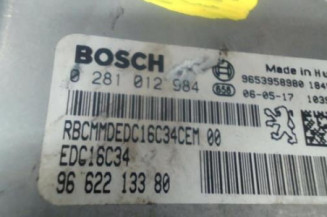 BOSCH
Made in Hu
0 281 012 984
9653958980
06-05-17 103
RBCMMDEDC16C34CEM 00
EDC16C34
96 622 133 80